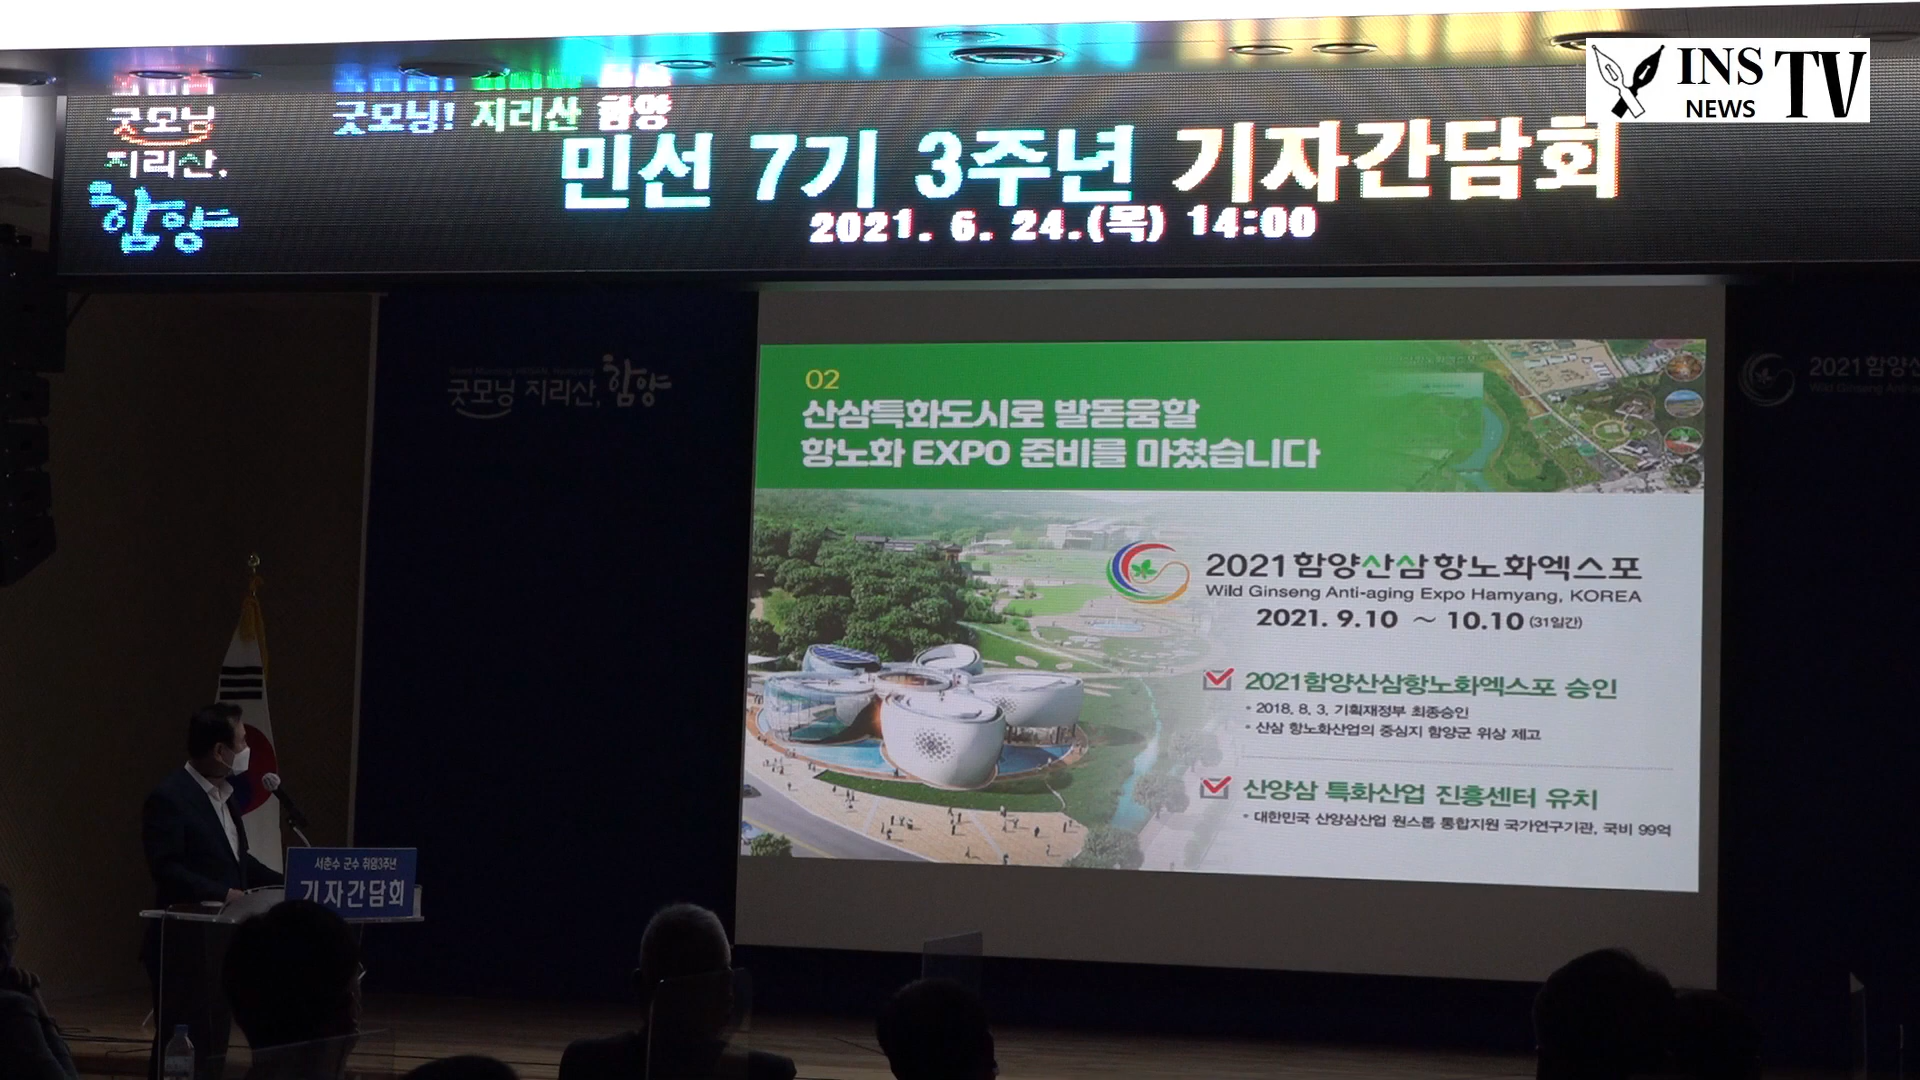 INS
NEWS
TV
굿모닝
지리산,
함양
굿모닝! 지리산 함양
민선 7기 3주년 기자간담회
2021. 6. 24.(목) 14:00
굿모닝 지리산, 함양
2021함양산
Wild Ginseng Anti-a
02
산삼특화도시로 발돋움할
항노화 EXPO 준비를 마쳤습니다
2021함양산삼항노화엑스포
Wild Ginseng Anti-aging Expo Hamyang, KOREA
2021. 9.10 ~ 10.10 (31일간)
2021함양산삼항노화엑스포 승인
• 2018. 8. 3. 기획재정부 최종승인
• 산삼 항노화산업의 중심지 함양군 위상 제고
산양삼 특화산업 진흥센터 유치
• 대한민국 산양삼산업 원스톱 통합지원 국가연구기관, 국비 99억
서춘수 군수 취임3주년
기자간담회